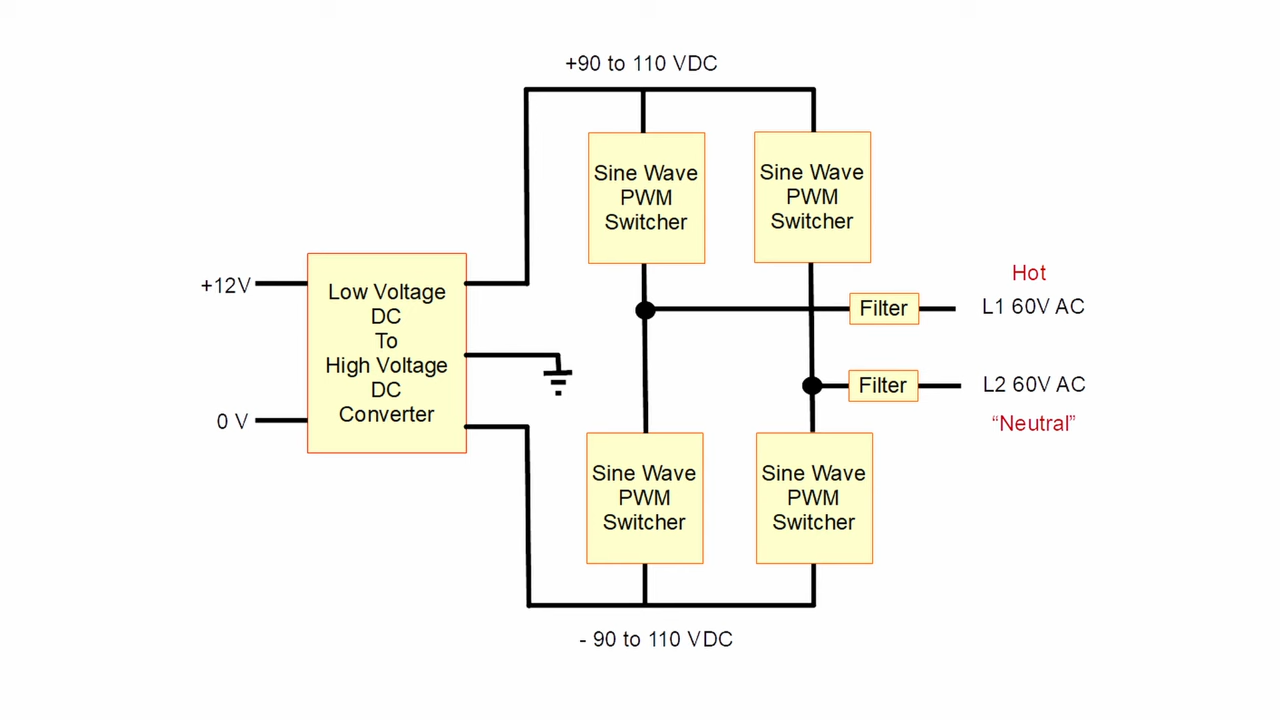 +90 to 110 VDC
Sine Wave
PWM
Switcher
Sine Wave
PWM
Switcher
+12V
0 V
Low Voltage
DC
To
High Voltage
DC
Converter
Hot
Filter
L1 60V AC
Filter
L2 60V AC
“Neutral”
Sine Wave
PWM
Switcher
Sine Wave
PWM
Switcher
- 90 to 110 VDC